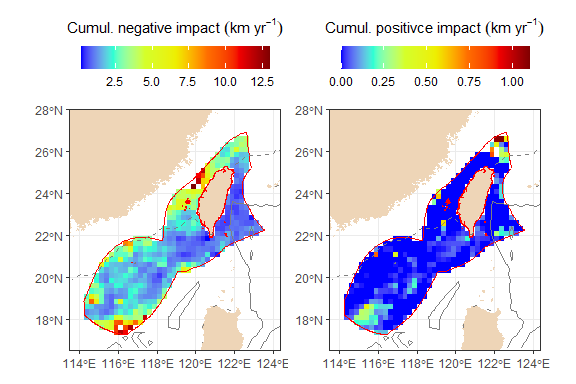 Cumul. negative impact (km yr⁻¹)
2.5 5.0 7.5 10.0 12.5
28°N
26°N
24°N
22°N
20°N
18°N
114°E 116°E 118°E 120°E 122°E 124°E
Cumul. positivce impact (km yr⁻¹)
0.00 0.25 0.50 0.75 1.00
28°N
26°N
24°N
22°N
20°N
18°N
114°E 116°E 118°E 120°E 122°E 124°E